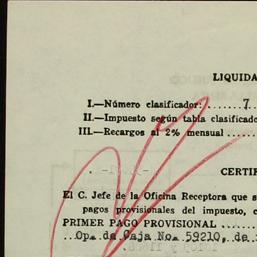 LIQUIDA
I.—Número clasificador: ....... 7
II.—Impuesto según tabla clasificado
III.—Recargos al 2% mensual ......
CERTI
El C. Jefe de la Oficina Receptora que s
pagos provisionales del impuesto, c
PRIMER PAGO PROVISIONAL ........
Op. de Caja No. 59210, de